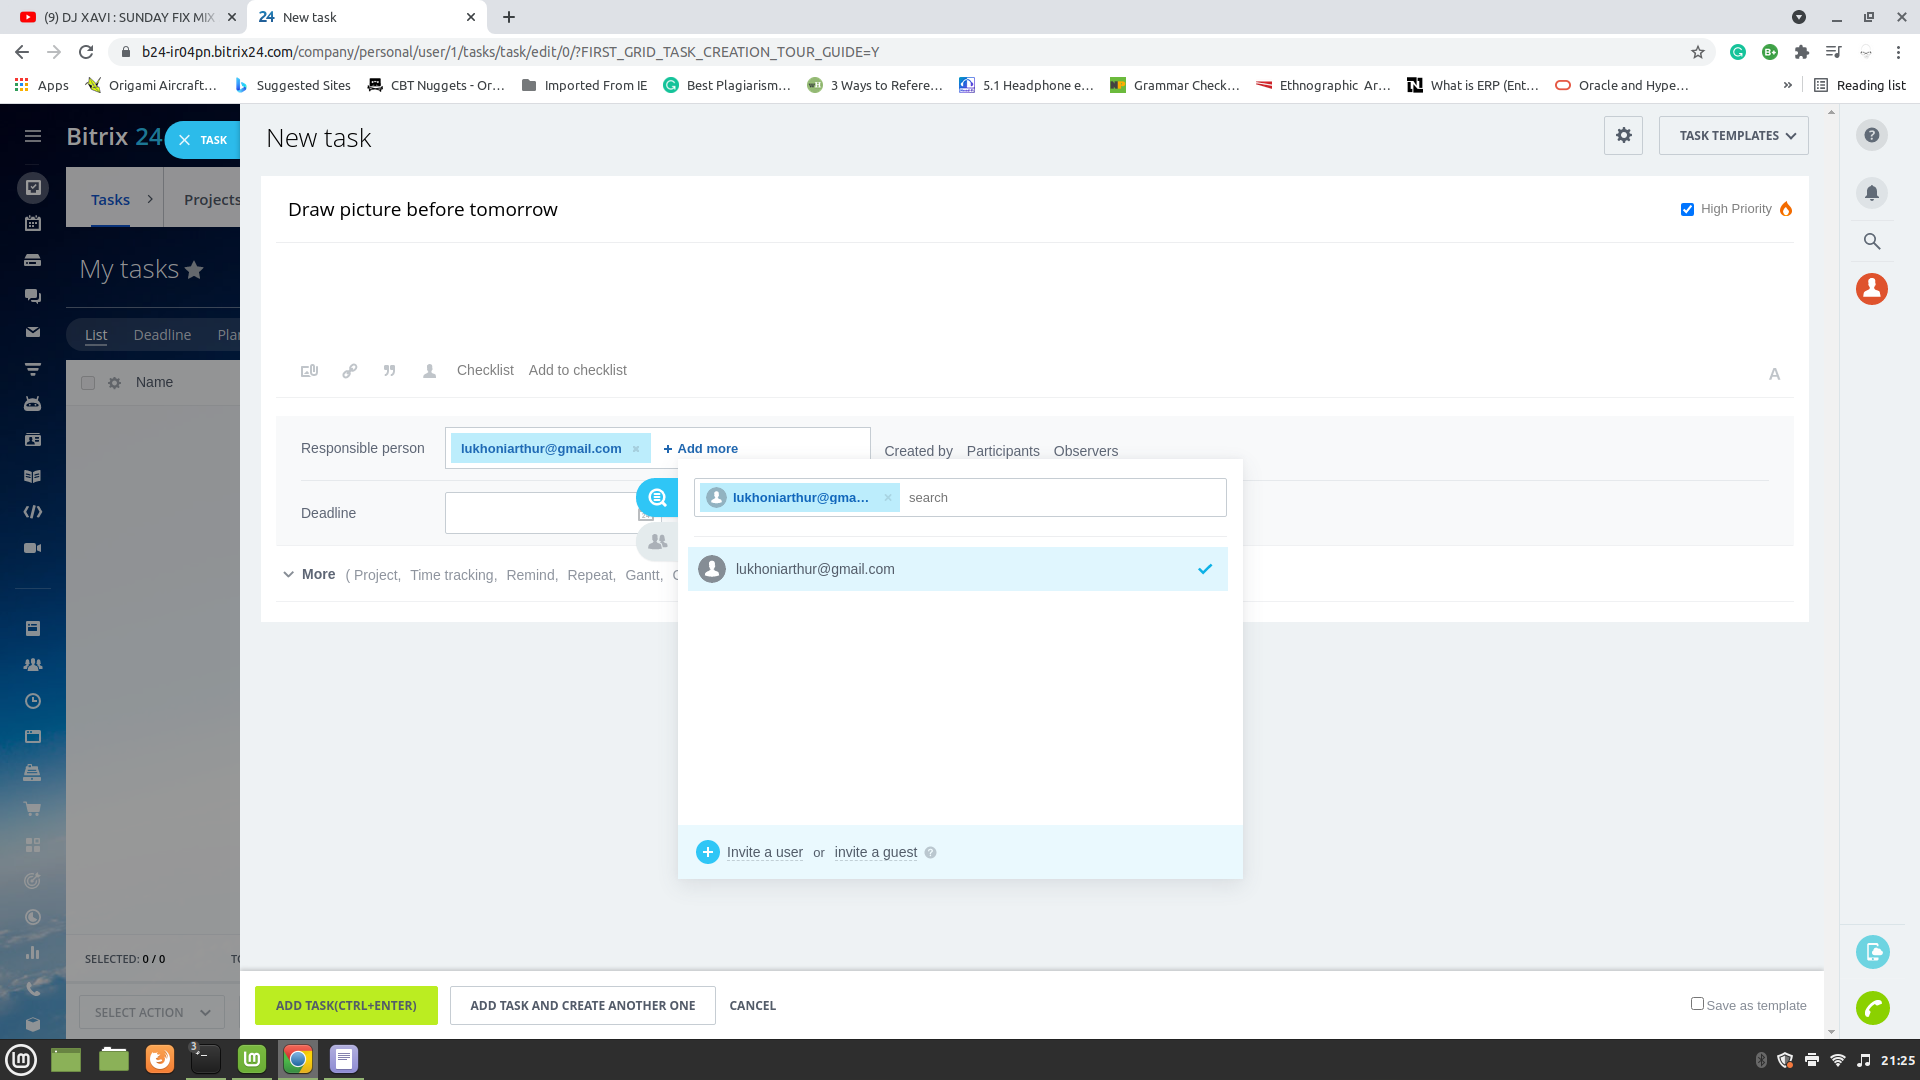 (9) DJ XAVI : SUNDAY FIX MIX
24 New task
b24-ir04pn.bitrix24.com/company/personal/user/1/tasks/task/edit/0/?FIRST_GRID_TASK_CREATION_TOUR_GUIDE=Y
Apps Origami Aircraft… Suggested Sites CBT Nuggets - Or… Imported From IE Best Plagiarism… 3 Ways to Refere… 5.1 Headphone e… Grammar Check… Ethnographic Ar… What is ERP (Ent… Oracle and Hype… » Reading list
Bitrix 24 TASK
New task
TASK TEMPLATES
Tasks Projects
Draw picture before tomorrow
High Priority
My tasks
List Deadline Plan
Name
Checklist Add to checklist
A
Responsible person lukhoniarthur@gmail.com + Add more Created by Participants Observers
lukhoniarthur@gma… search
Deadline
lukhoniarthur@gmail.com
More ( Project, Time tracking, Remind, Repeat, Gantt,
Invite a user or invite a guest
SELECTED: 0 / 0
SELECT ACTION
ADD TASK(CTRL+ENTER) ADD TASK AND CREATE ANOTHER ONE CANCEL
Save as template
3
21:25